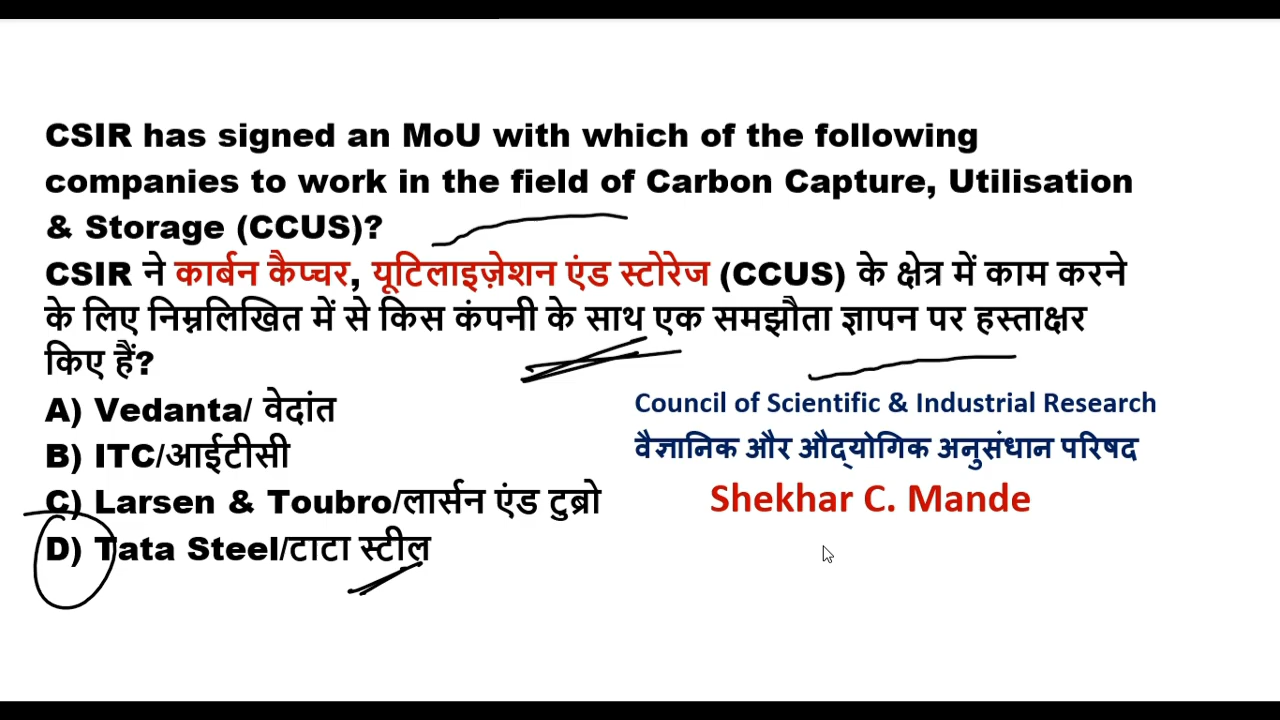 CSIR has signed an MoU with which of the following
companies to work in the field of Carbon Capture, Utilisation
& Storage (CCUS)?
CSIR ने कार्बन कैप्चर, यूटिलाइज़ेशन एंड स्टोरेज (CCUS) के क्षेत्र में काम करने
के लिए निम्नलिखित में से किस कंपनी के साथ एक समझौता ज्ञापन पर हस्ताक्षर
किए हैं?
A) Vedanta/ वेदांत
B) ITC/आईटीसी
C) Larsen & Toubro/लार्सन एंड टुब्रो
D) Tata Steel/टाटा स्टील
Council of Scientific & Industrial Research
वैज्ञानिक और औद्योगिक अनुसंधान परिषद
Shekhar C. Mande